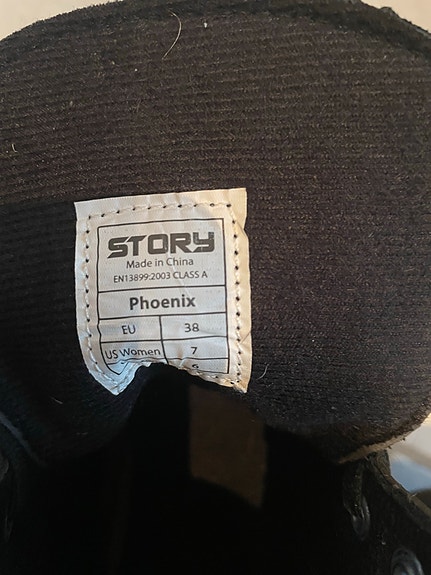 STORY
Made in China
EN13899:2003 CLASS A
Phoenix
EU 38
US Women 7